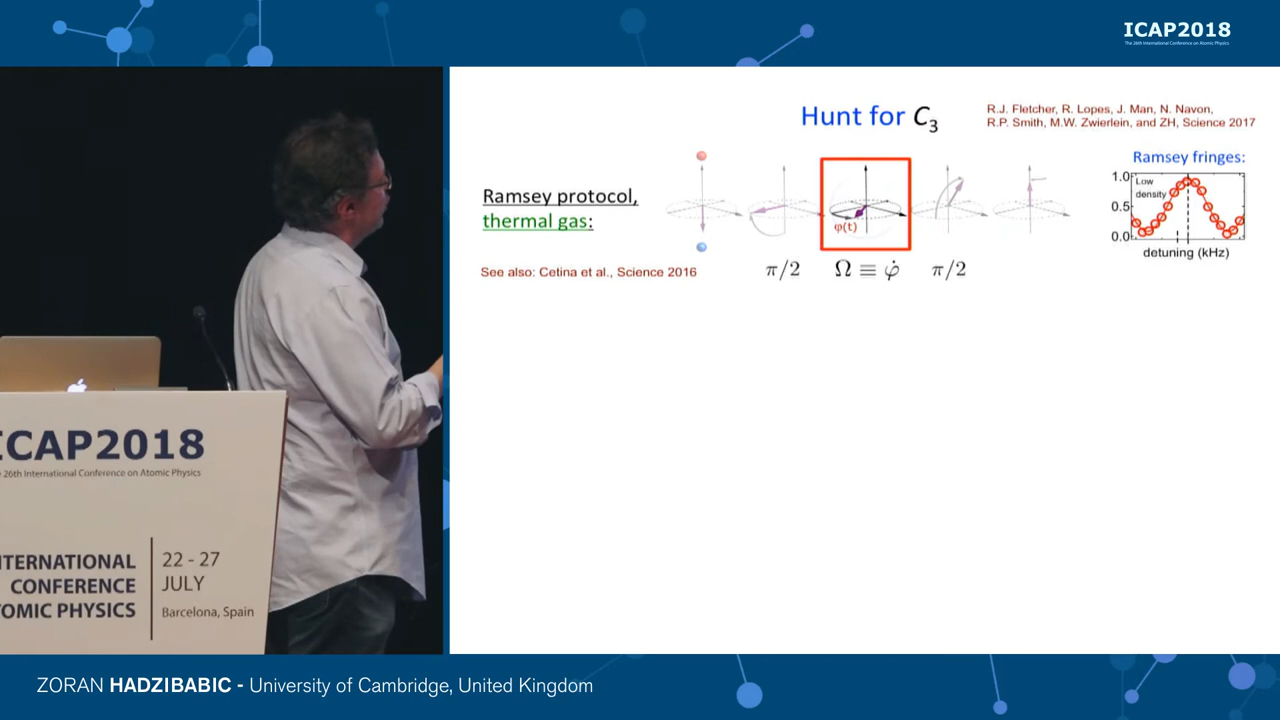 ICAP2018
The 26th International Conference on Atomic Physics
Hunt for C3
R.J. Fletcher, R. Lopes, J. Man, N. Navon,
R.P. Smith, M.W. Zwierlein, and ZH, Science 2017
Ramsey protocol,
thermal gas:
See also: Cetina et al., Science 2016
φ(t)
π/2 Ω ≡ φ̇ π/2
Ramsey fringes:
1.0
Low
density
0.5
0.0
detuning (kHz)
ICAP2018
26th International Conference on Atomic Physics
NTERNATIONAL
CONFERENCE
OMIC PHYSICS
22 - 27
JULY
Barcelona, Spain
ZORAN HADZIBABIC - University of Cambridge, United Kingdom